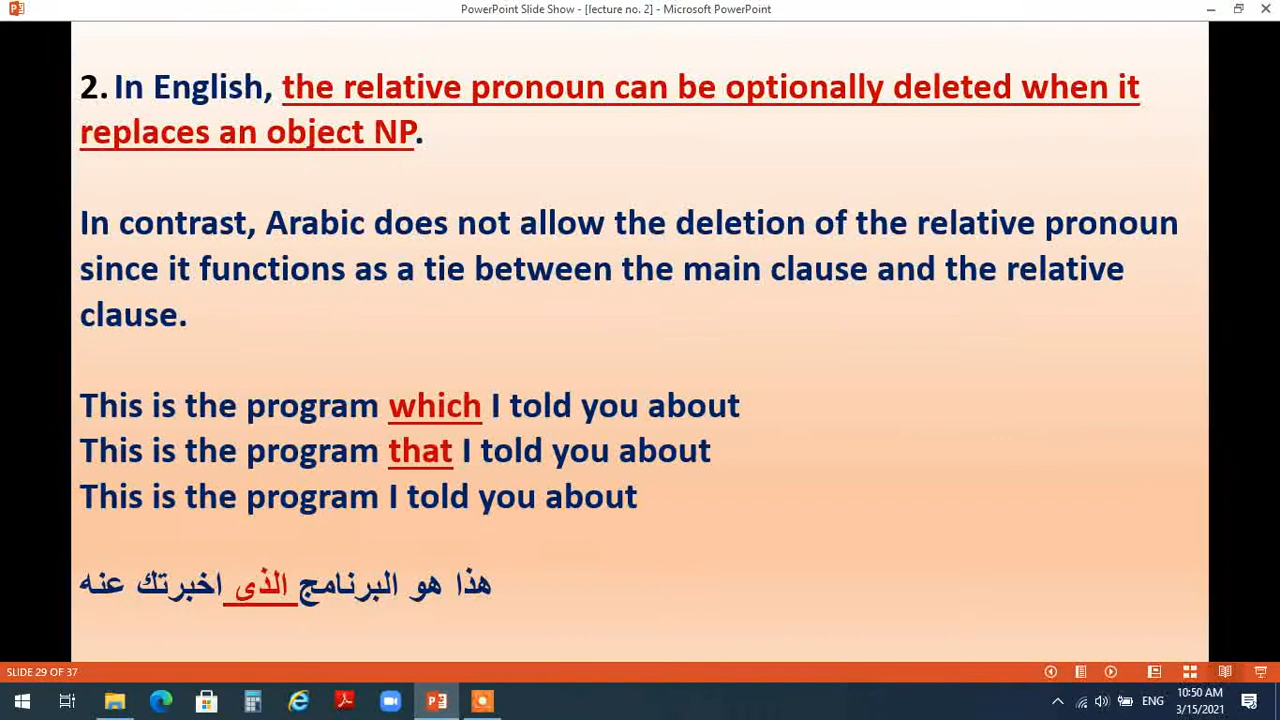 PowerPoint Slide Show - [lecture no. 2] - Microsoft PowerPoint
2. In English, the relative pronoun can be optionally deleted when it
replaces an object NP.
In contrast, Arabic does not allow the deletion of the relative pronoun
since it functions as a tie between the main clause and the relative
clause.
This is the program which I told you about
This is the program that I told you about
This is the program I told you about
هذا هو البرنامج الذى اخبرتك عنه
SLIDE 29 OF 37
ENG
10:50 AM
3/15/2021